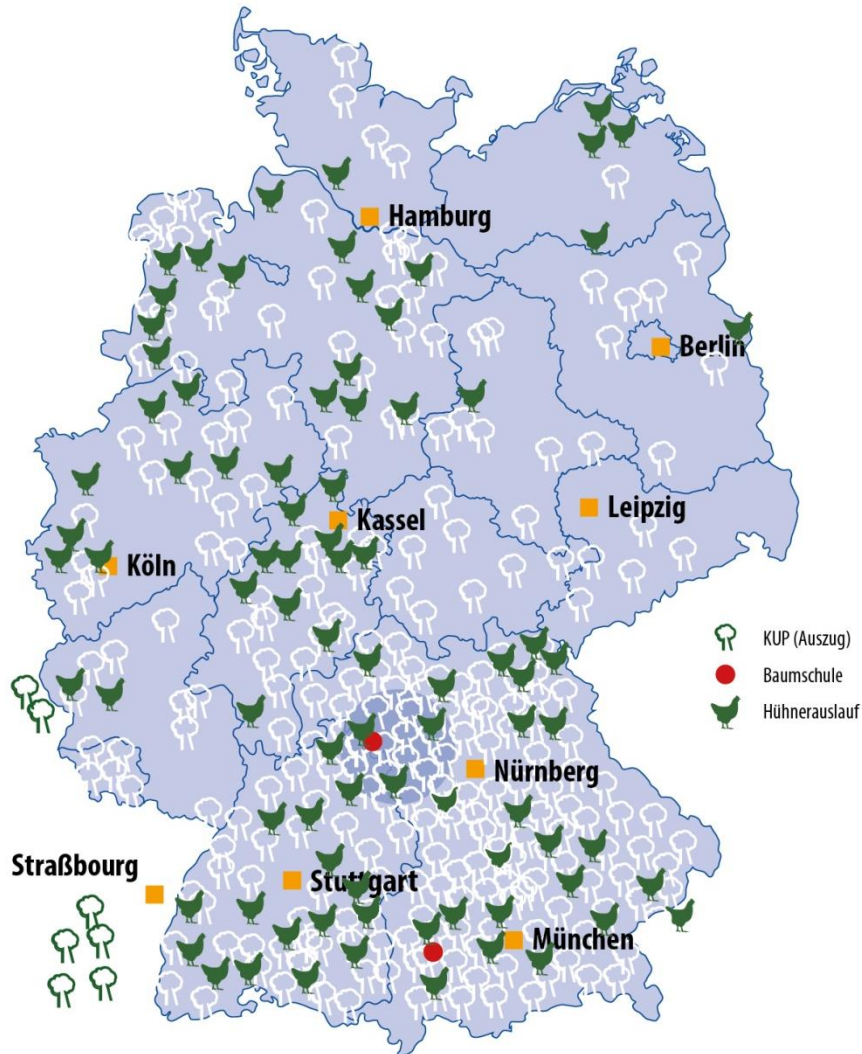 Hamburg
Berlin
Leipzig
Kassel
Köln
KUP (Auszug)
Baumschule
Hühnerauslauf
Nürnberg
Straßbourg
Stuttgart
München